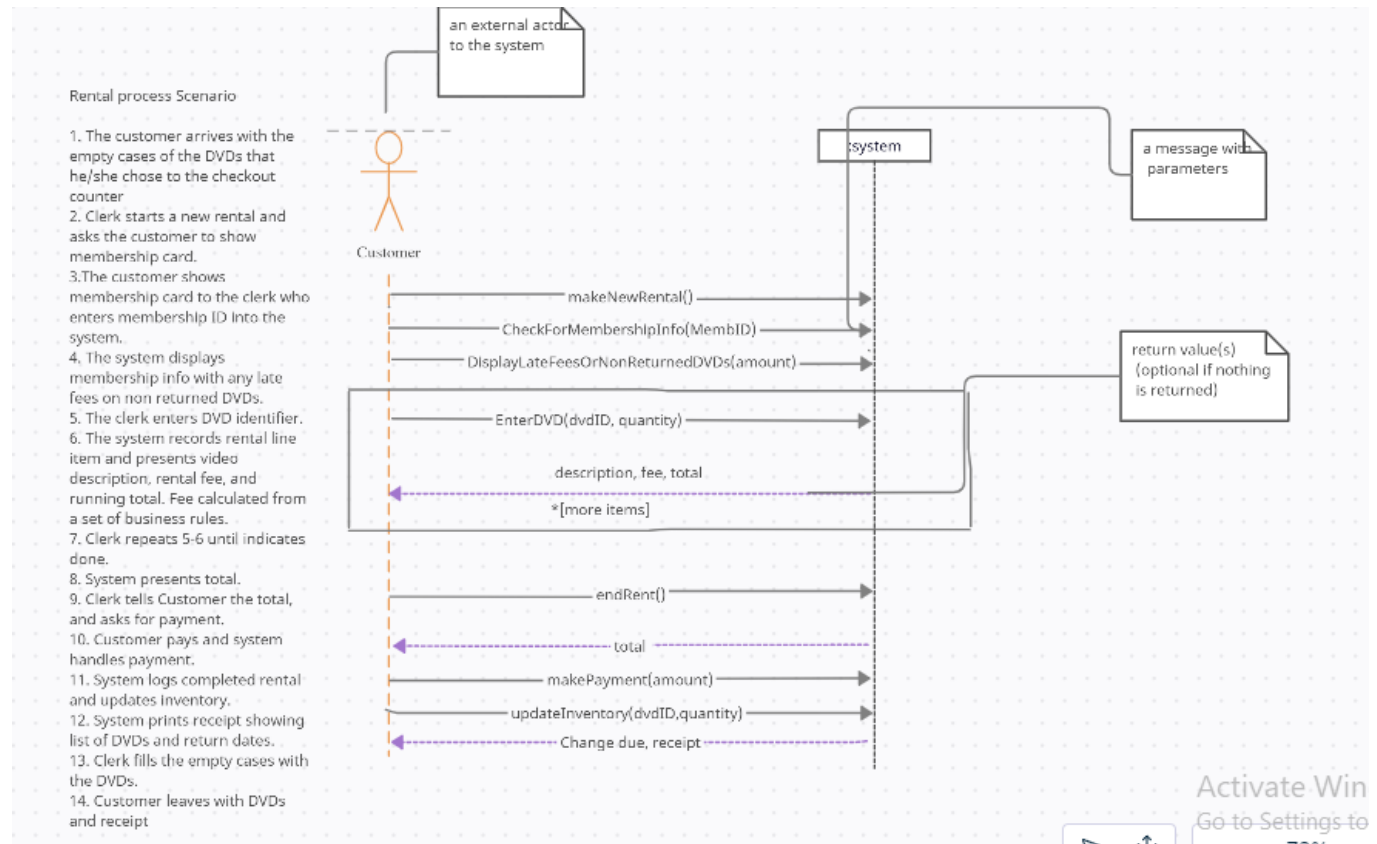 an external actor
to the system
Rental process Scenario
1. The customer arrives with the
empty cases of the DVDs that
he/she chose to the checkout
counter
2. Clerk starts a new rental and
asks the customer to show
membership card.
3.The customer shows
membership card to the clerk who
enters membership ID into the
system.
4. The system displays
membership info with any late
fees on non returned DVDs.
5. The clerk enters DVD identifier.
6. The system records rental line
item and presents video
description, rental fee, and
running total. Fee calculated from
a set of business rules.
7. Clerk repeats 5-6 until indicates
done.
8. System presents total.
9. Clerk tells Customer the total,
and asks for payment.
10. Customer pays and system
handles payment.
11. System logs completed rental
and updates inventory.
12. System prints receipt showing
list of DVDs and return dates.
13. Clerk fills the empty cases with
the DVDs.
14. Customer leaves with DVDs
and receipt
Customer
:system
a message with
parameters
makeNewRental()
CheckForMembershipInfo(MembID)
DisplayLateFeesOrNonReturnedDVDs(amount)
return value(s)
(optional if nothing
is returned)
EnterDVD(dvdID, quantity)
description, fee, total
*[more items]
endRent()
total
makePayment(amount)
updateInventory(dvdID,quantity)
Change due, receipt
Activate Win
Go to Settings to